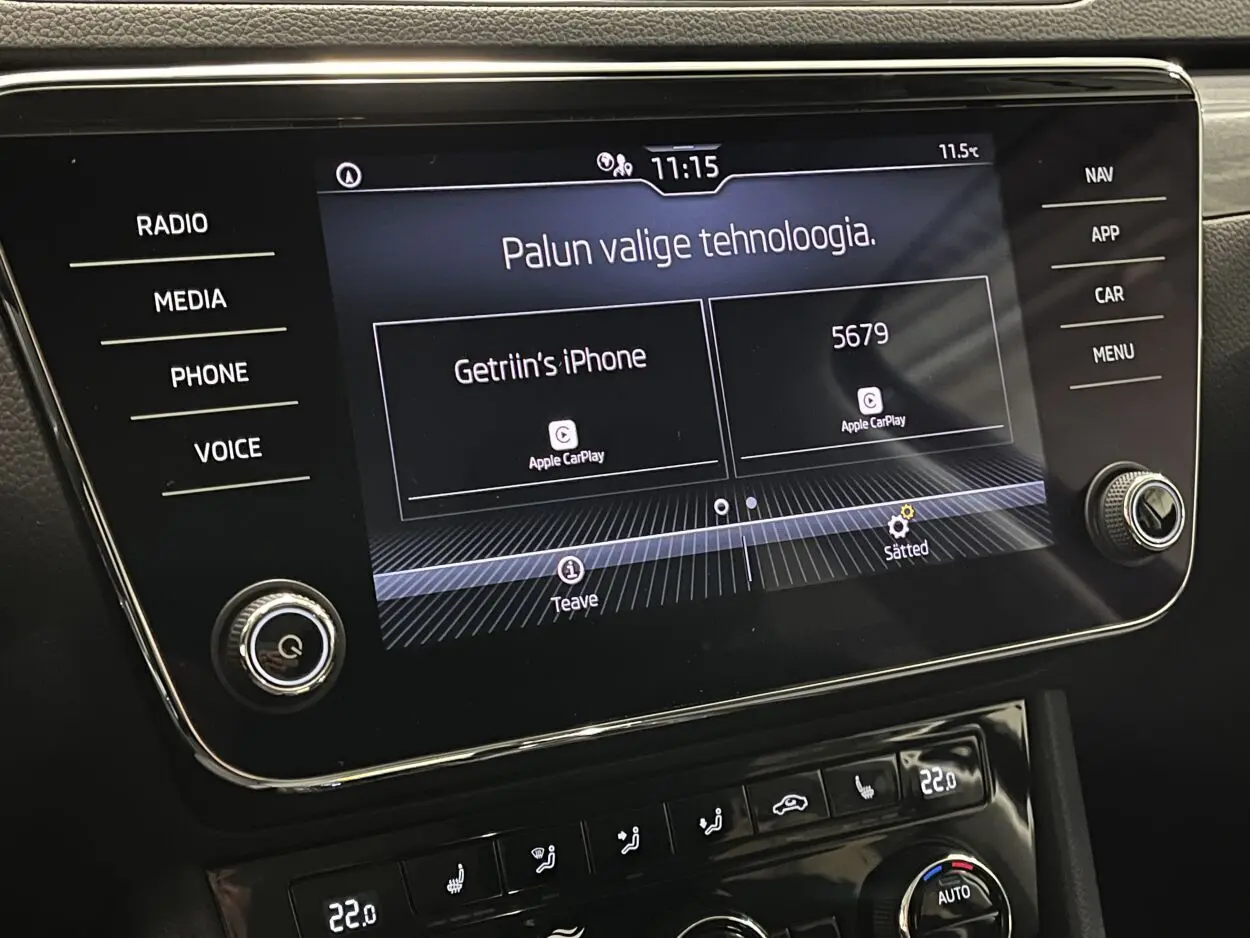 11:15
11.5°C
RADIO
MEDIA
PHONE
VOICE
Palun valige tehnoloogia.
Getriin's iPhone
Apple CarPlay
5679
Apple CarPlay
Teave
Sätted
NAV
APP
CAR
MENU
22.0
22.0
AUTO